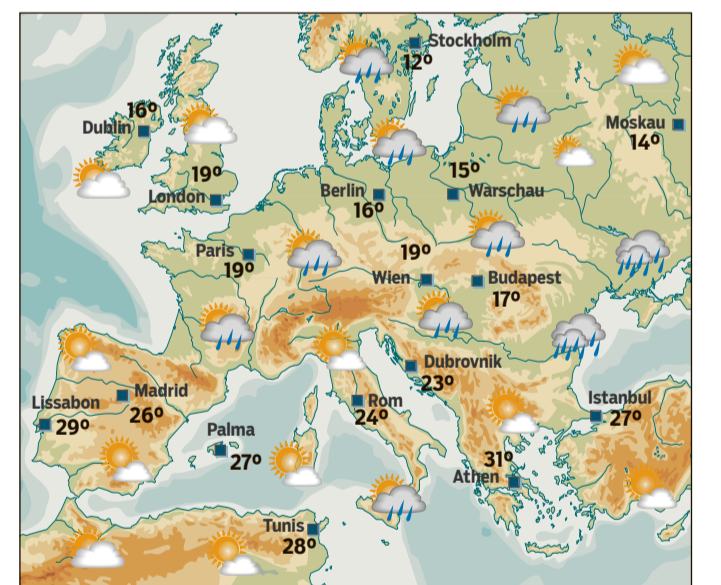 Stockholm
12°
16°
Dublin
Moskau
14°
19°
London
15°
Berlin
Warschau
16°
Paris
19°
19°
Wien
Budapest
17°
Dubrovnik
23°
Madrid
26°
Lissabon
29°
Rom
24°
Istanbul
27°
Palma
27°
31°
Athen
Tunis
28°